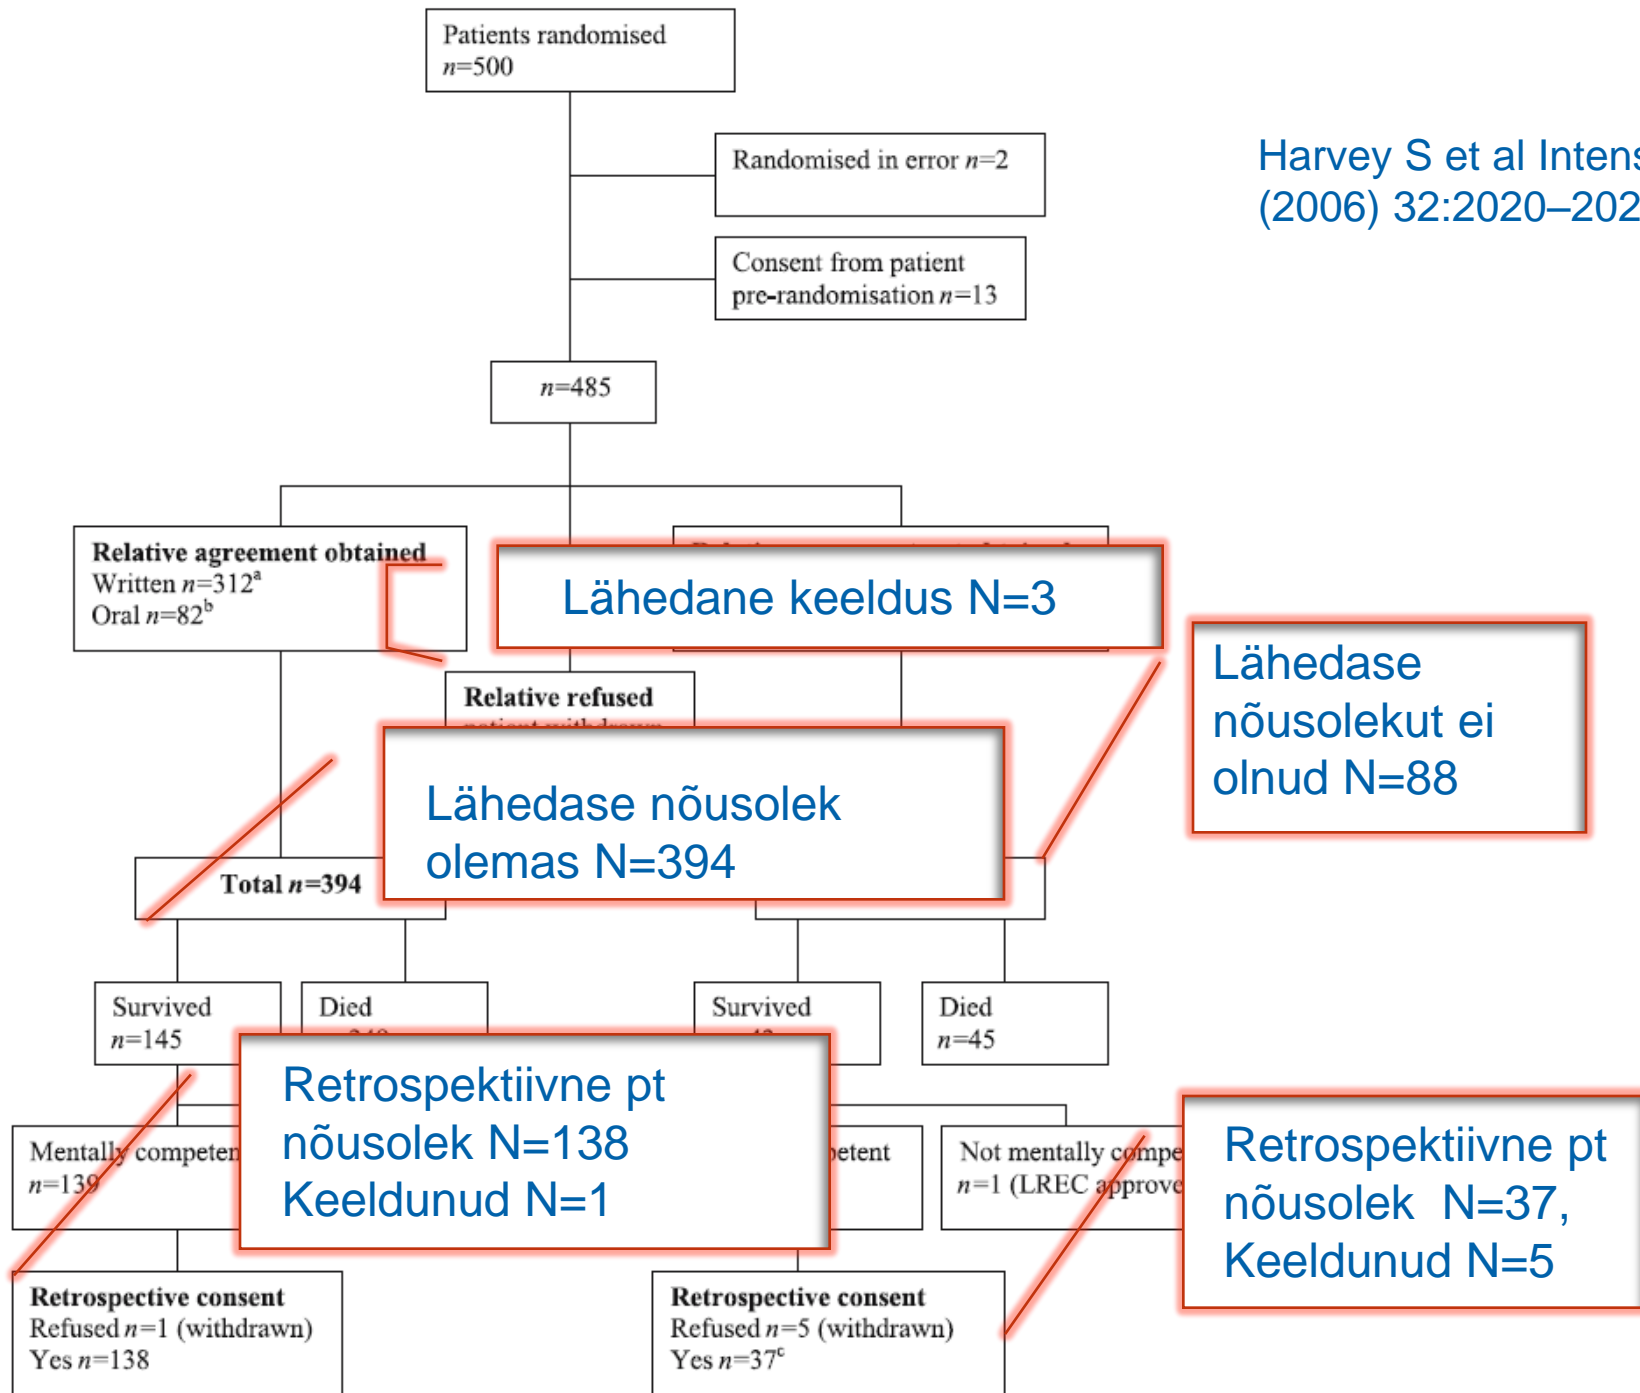 Patients randomised
n=500
Randomised in error n=2
Harvey S et al Intens
(2006) 32:2020–202
Consent from patient
pre-randomisation n=13
n=485
Relative agreement obtained
Written n=312ᵃ
Oral n=82ᵇ
Lähedane keeldus N=3
Lähedase
nõusolekut ei
olnud N=88
Relative refused
patient withdrawn
Lähedase nõusolek
olemas N=394
Total n=394
Survived
n=145
Died
Survived
Died
n=45
Retrospektiivne pt
nõusolek N=138
Keeldunud N=1
Mentally competen
n=139
petent
Not mentally compe
n=1 (LREC approve
Retrospektiivne pt
nõusolek N=37,
Keeldunud N=5
Retrospective consent
Refused n=1 (withdrawn)
Yes n=138
Retrospective consent
Refused n=5 (withdrawn)
Yes n=37ᶜ